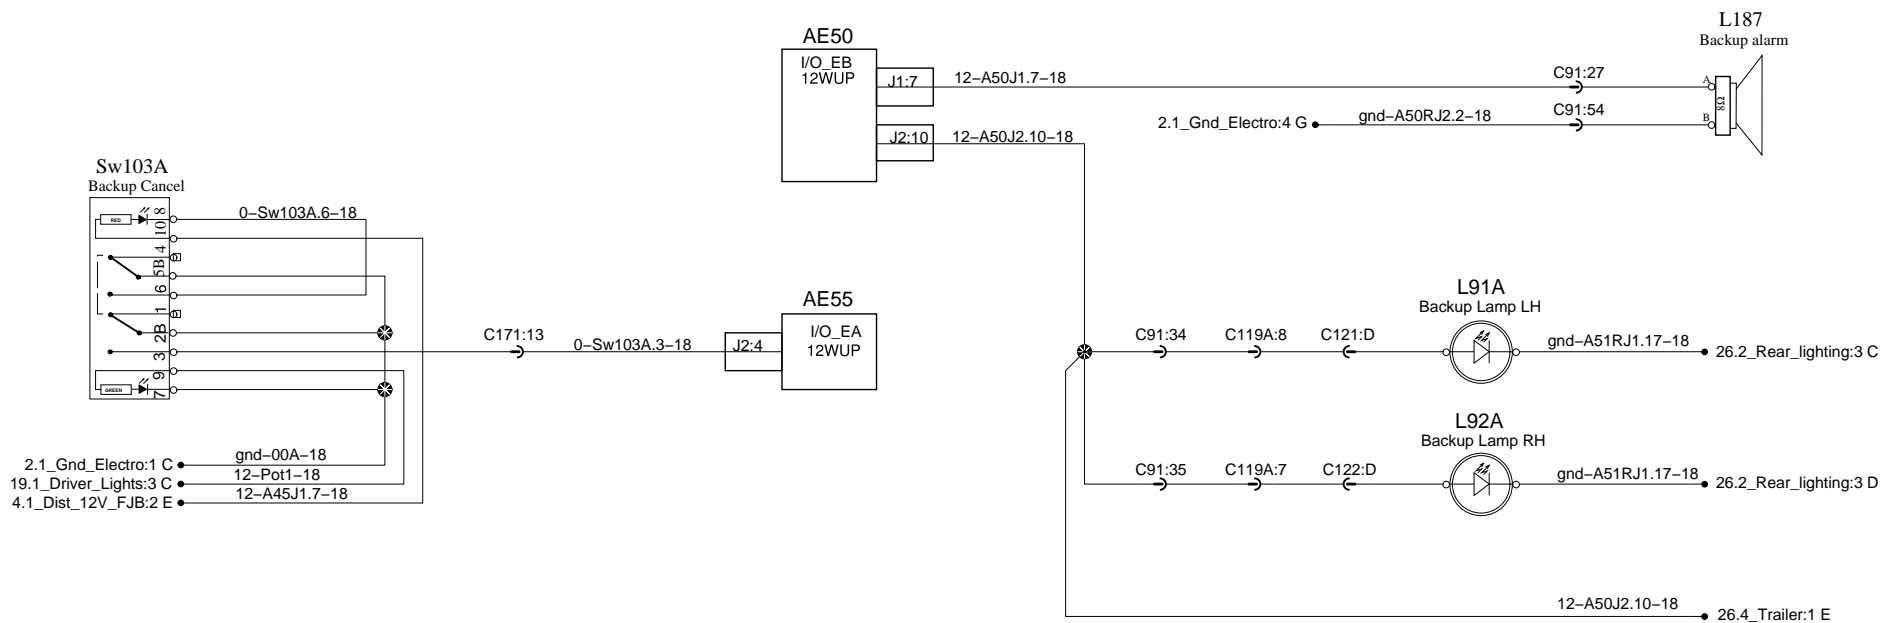 L187
Backup alarm
AE50
I/O_EB
12WUP
J1:7
12–A50J1.7–18
C91:27
A
8Ω
B
2.1_Gnd_Electro:4 G
gnd–A50RJ2.2–18
C91:54
J2:10
12–A50J2.10–18
Sw103A
Backup Cancel
RED
8
10
4
5B
6
1
2B
3
9
7
GREEN
0–Sw103A.6–18
C171:13
0–Sw103A.3–18
AE55
I/O_EA
12WUP
J2:4
L91A
Backup Lamp LH
C91:34
C119A:8
C121:D
gnd–A51RJ1.17–18
26.2_Rear_lighting:3 C
L92A
Backup Lamp RH
C91:35
C119A:7
C122:D
gnd–A51RJ1.17–18
26.2_Rear_lighting:3 D
2.1_Gnd_Electro:1 C
gnd–00A–18
19.1_Driver_Lights:3 C
12–Pot1–18
4.1_Dist_12V_FJB:2 E
12–A45J1.7–18
12–A50J2.10–18
26.4_Trailer:1 E